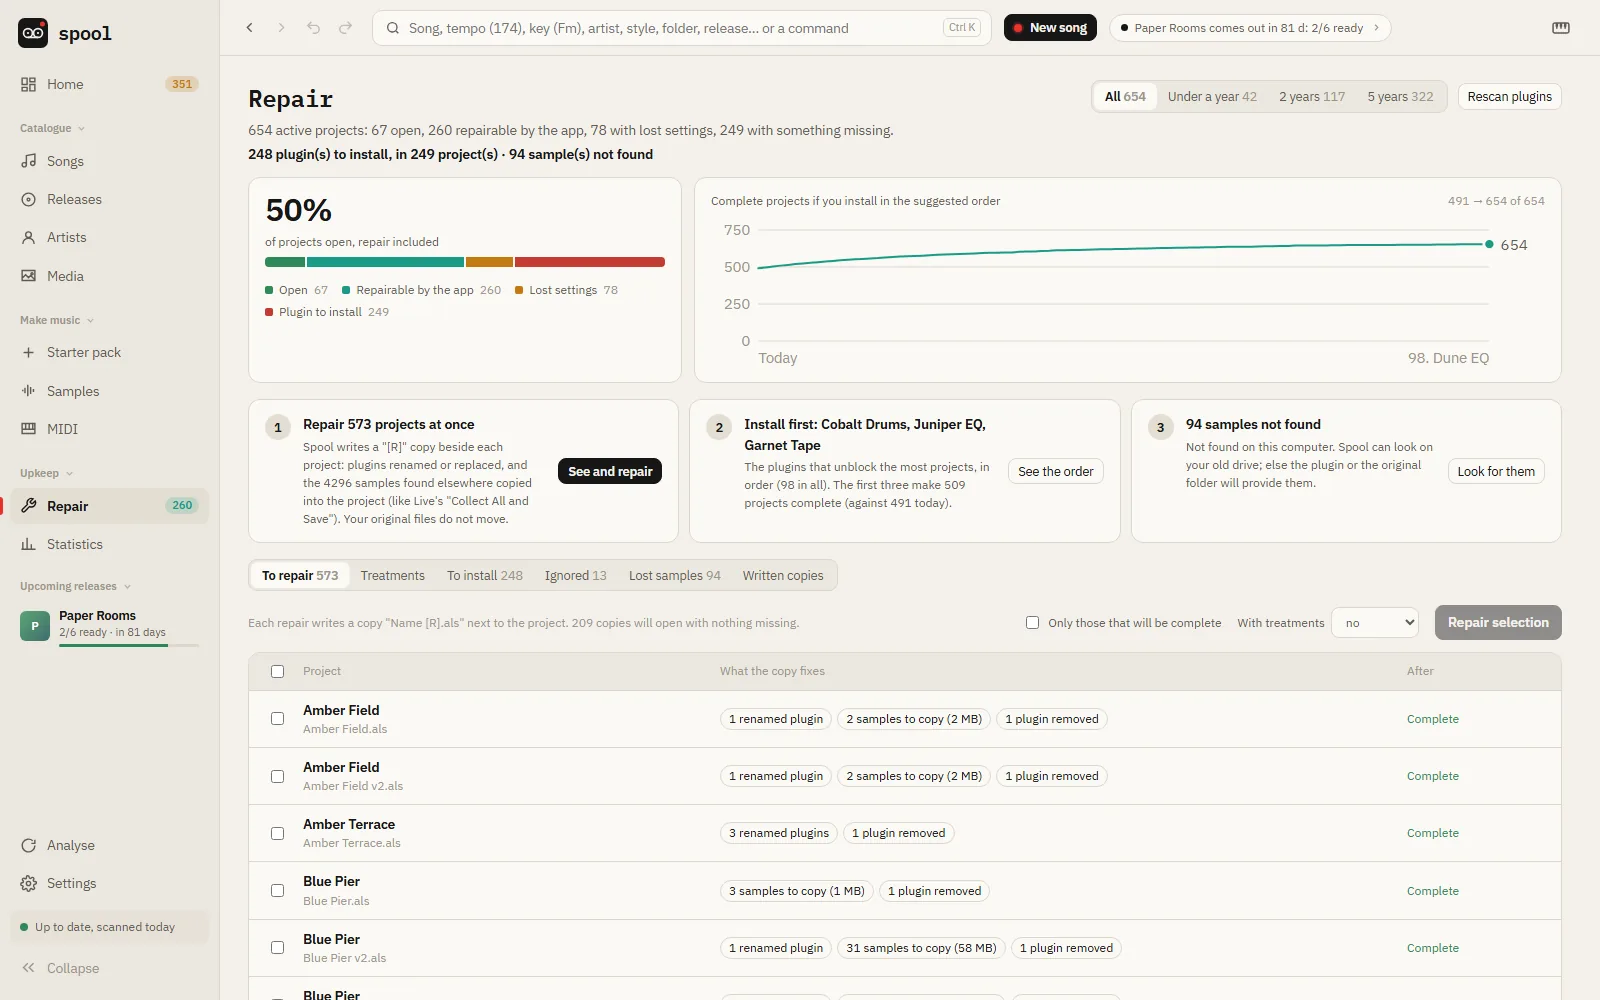 spool
Song, tempo (174), key (Fm), artist, style, folder, release... or a command
Ctrl K
New song
Paper Rooms comes out in 81 d: 2/6 ready
Home 351
Catalogue
Songs
Releases
Artists
Media
Make music
Starter pack
Samples
MIDI
Upkeep
Repair 260
Statistics
Upcoming releases
P
Paper Rooms
2/6 ready · in 81 days
Analyse
Settings
Up to date, scanned today
Collapse
Repair
All 654 Under a year 42 2 years 117 5 years 322
Rescan plugins
654 active projects: 67 open, 260 repairable by the app, 78 with lost settings, 249 with something missing.
248 plugin(s) to install, in 249 project(s) · 94 sample(s) not found
50%
of projects open, repair included
Open 67 Repairable by the app 260 Lost settings 78
Plugin to install 249
Complete projects if you install in the suggested order
491 → 654 of 654
750
500
250
0
654
Today
98. Dune EQ
1
Repair 573 projects at once
Spool writes a "[R]" copy beside each
project: plugins renamed or replaced, and
the 4296 samples found elsewhere copied
into the project (like Live's "Collect All and
Save"). Your original files do not move.
See and repair
2
Install first: Cobalt Drums, Juniper EQ,
Garnet Tape
The plugins that unblock the most projects, in
order (98 in all). The first three make 509
projects complete (against 491 today).
See the order
3
94 samples not found
Not found on this computer. Spool can look on
your old drive; else the plugin or the original
folder will provide them.
Look for them
To repair 573 Treatments To install 248 Ignored 13 Lost samples 94 Written copies
Each repair writes a copy "Name [R].als" next to the project. 209 copies will open with nothing missing.
Only those that will be complete
With treatments
no
Repair selection
Project What the copy fixes After
Amber Field
Amber Field.als
1 renamed plugin 2 samples to copy (2 MB) 1 plugin removed
Complete
Amber Field
Amber Field v2.als
1 renamed plugin 2 samples to copy (2 MB) 1 plugin removed
Complete
Amber Terrace
Amber Terrace.als
3 renamed plugins 1 plugin removed
Complete
Blue Pier
Blue Pier.als
3 samples to copy (1 MB) 1 plugin removed
Complete
Blue Pier
Blue Pier v2.als
1 renamed plugin 31 samples to copy (58 MB) 1 plugin removed
Complete
Blue Pier